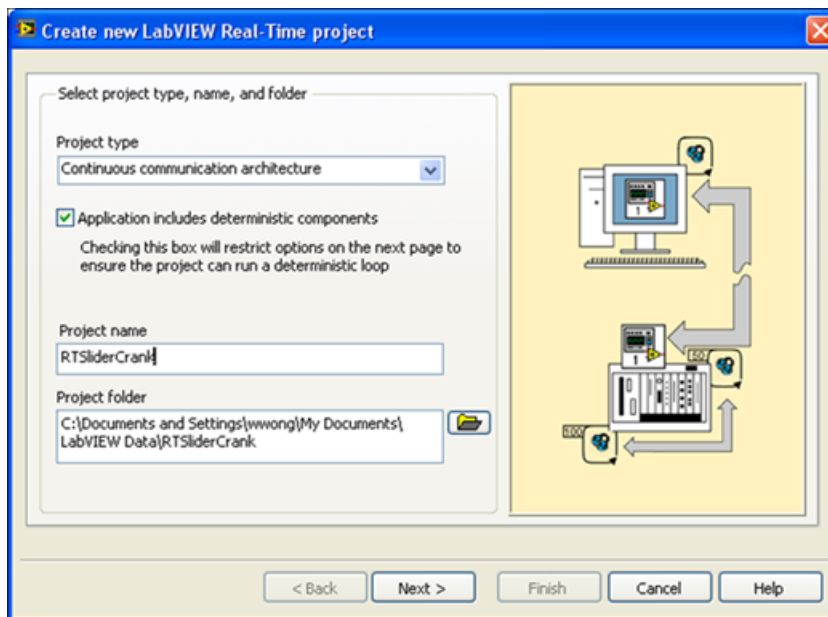 Create new LabVIEW Real-Time project
Select project type, name, and folder
Project type
Continuous communication architecture
Application includes deterministic components
Checking this box will restrict options on the next page to
ensure the project can run a deterministic loop
Project name
RTSliderCrank
Project folder
C:\Documents and Settings\wwong\My Documents\
LabVIEW Data\RTSliderCrank
1
1
50
100
< Back
Next >
Finish
Cancel
Help